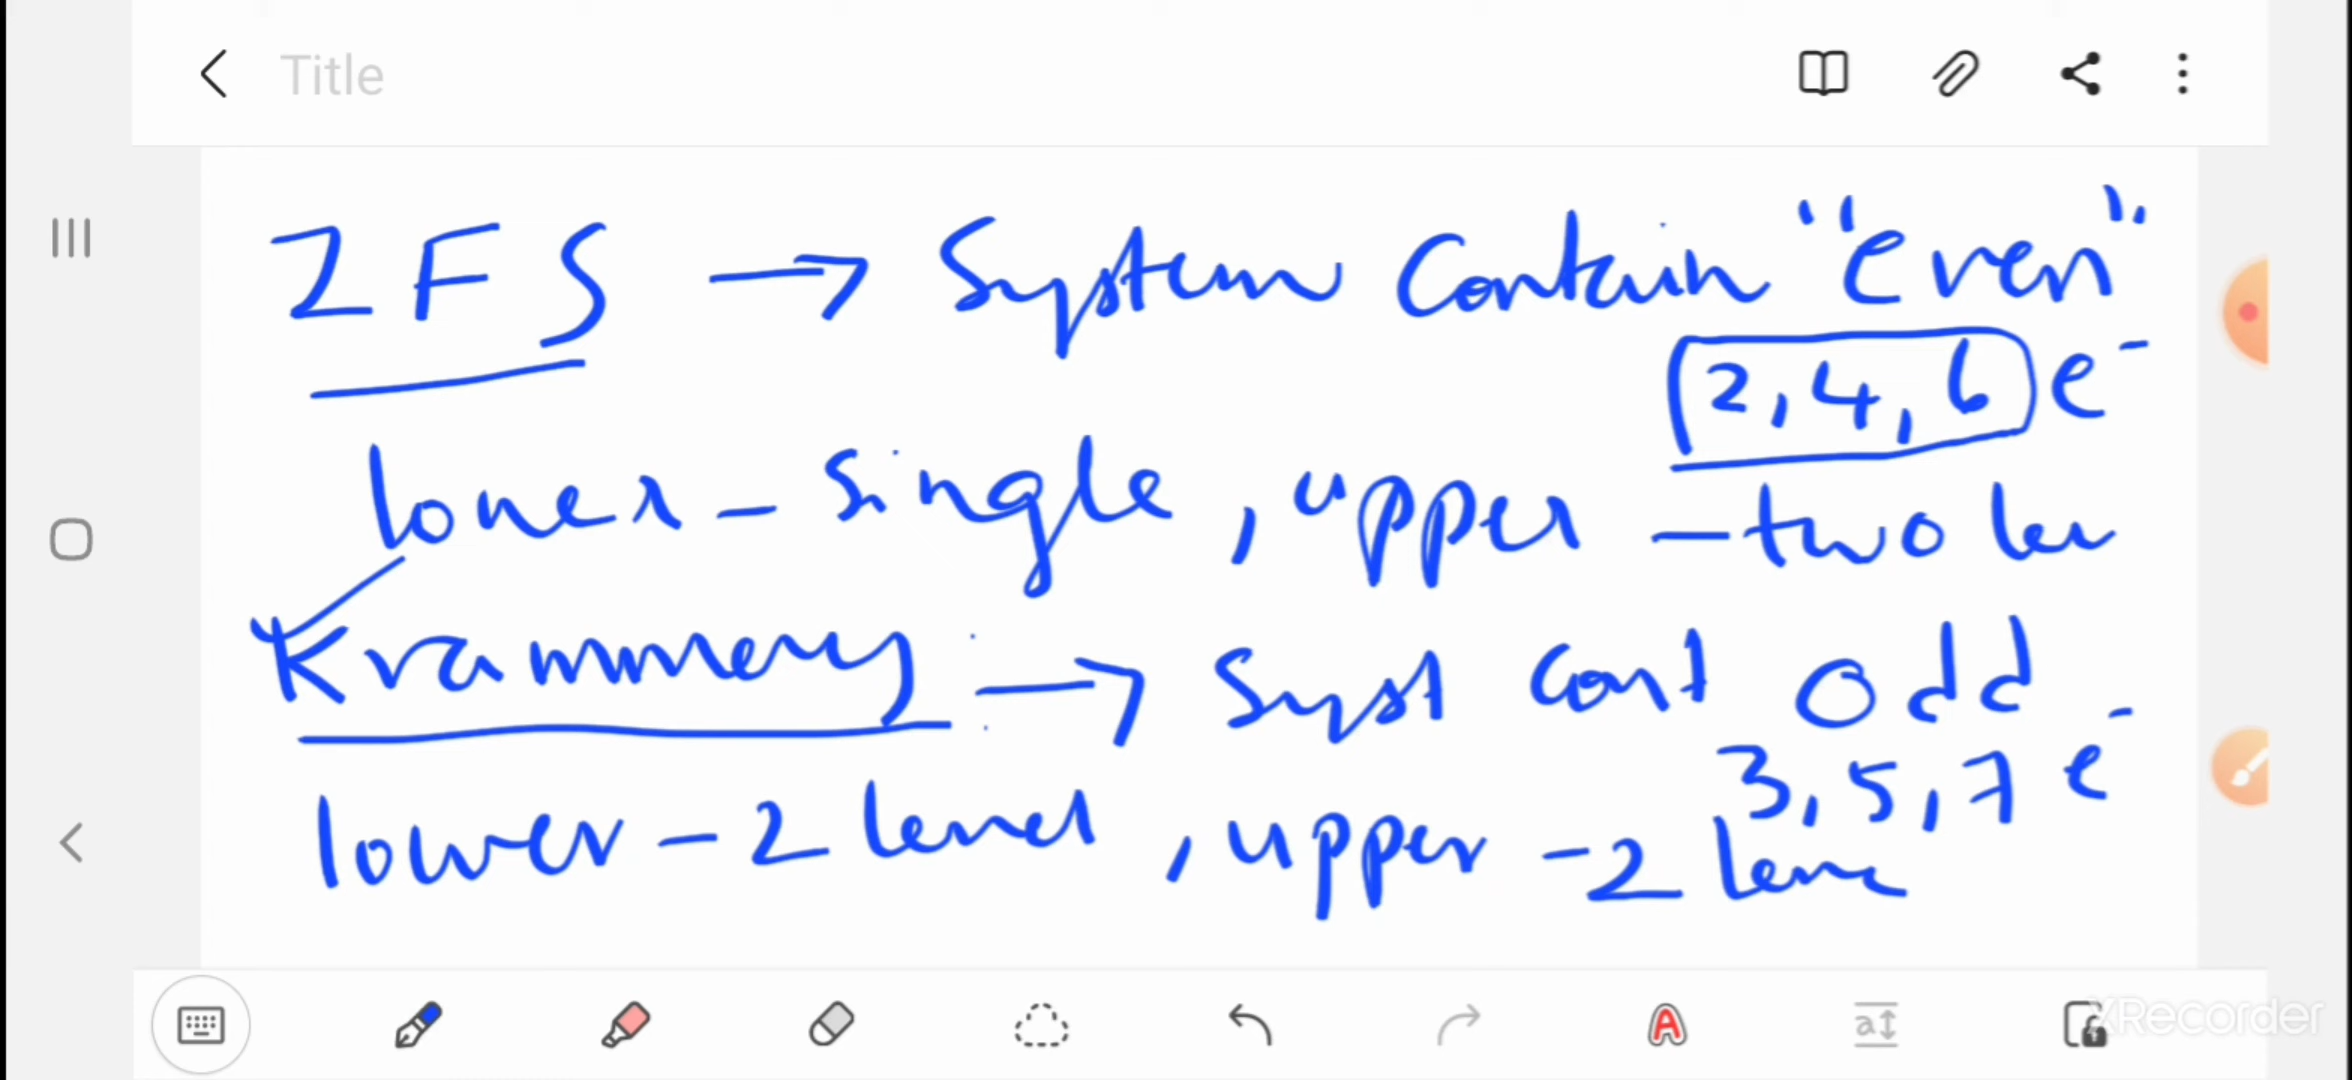 Title
ZFS → System Contain "even"
2,4,6 e⁻
lower - single, upper - two lev
Krammery → Syst cont Odd
3,5,7 e⁻
lower - 2 level, upper - 2 leve
XRecorder